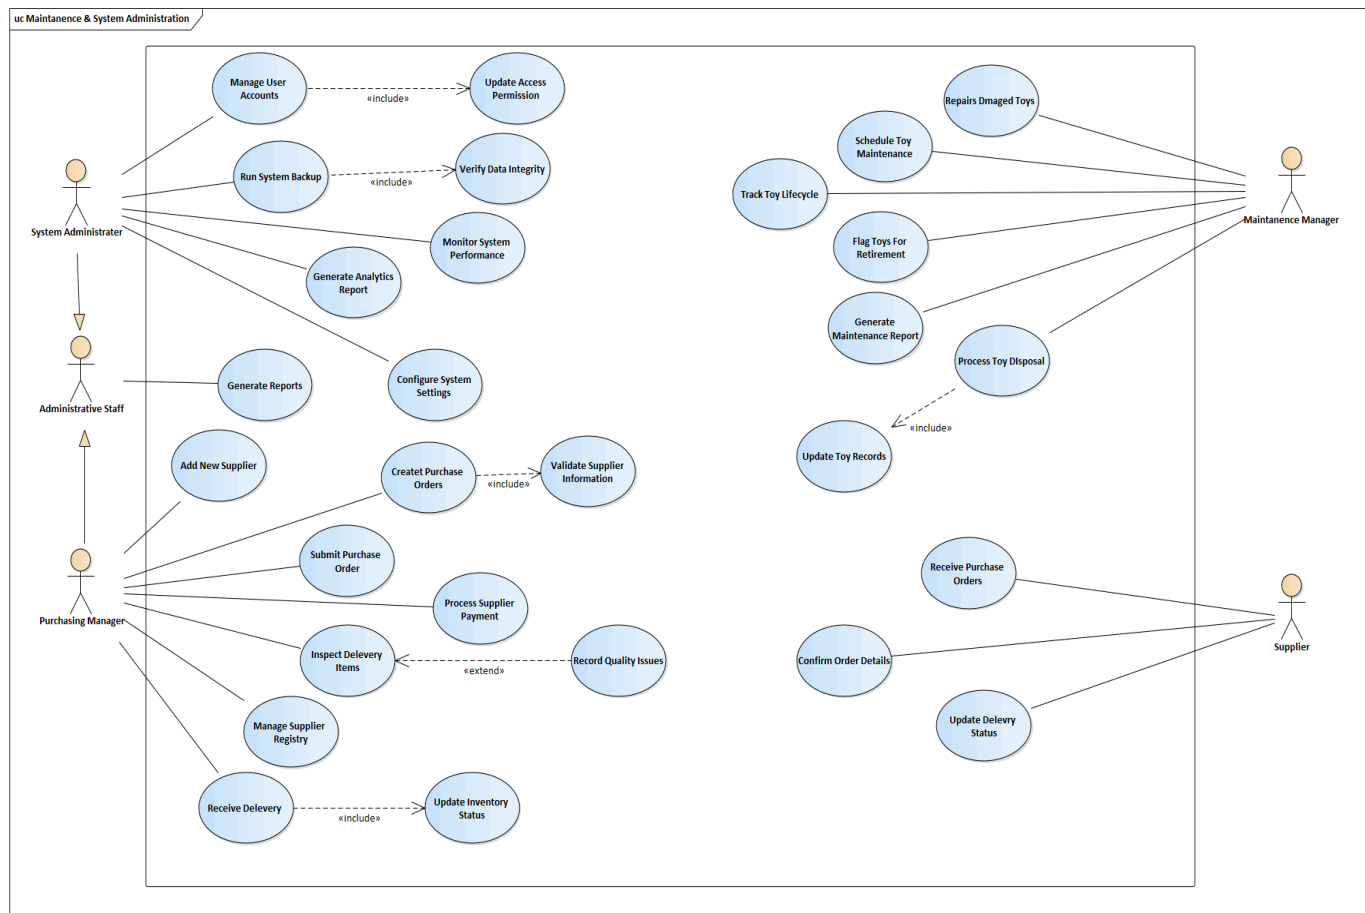 uc Maintanence & System Administration
Manage User
Accounts
«include»
Update Access
Permission
Run System Backup
«include»
Verify Data Integrity
System Administrater
Monitor System
Performance
Generate Analytics
Report
Configure System
Settings
Administrative Staff
Generate Reports
Add New Supplier
Createt Purchase
Orders
«include»
Validate Supplier
Information
Submit Purchase
Order
Process Supplier
Payment
Purchasing Manager
Inspect Delevery
Items
«extend»
Record Quality Issues
Manage Supplier
Registry
Receive Delevery
«include»
Update Inventory
Status
Repairs Dmaged Toys
Schedule Toy
Maintenance
Track Toy Lifecycle
Maintanence Manager
Flag Toys For
Retirement
Generate
Maintenance Report
Process Toy DIsposal
«include»
Update Toy Records
Receive Purchase
Orders
Supplier
Confirm Order Details
Update Delevry
Status